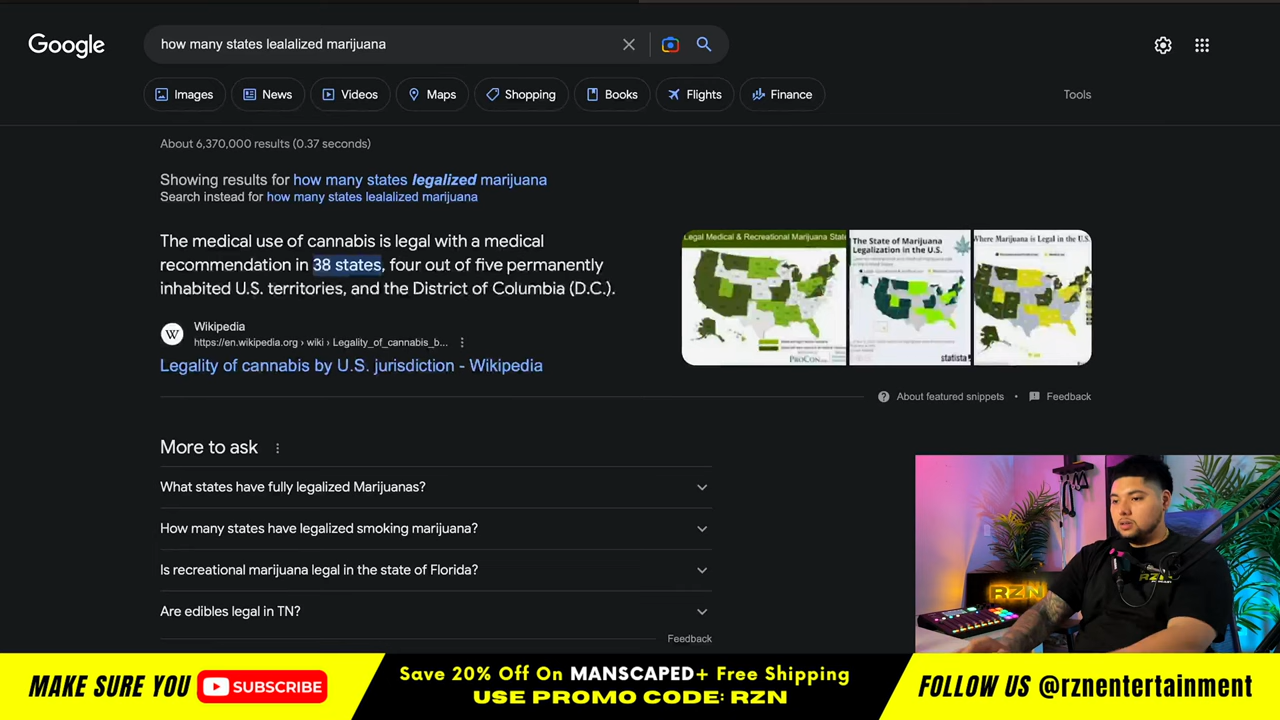 Google
how many states lealalized marijuana
Images
News
Videos
Maps
Shopping
Books
Flights
Finance
Tools
About 6,370,000 results (0.37 seconds)
Showing results for how many states legalized marijuana
Search instead for how many states lealalized marijuana
The medical use of cannabis is legal with a medical
recommendation in 38 states, four out of five permanently
inhabited U.S. territories, and the District of Columbia (D.C.).
Legal Medical & Recreational Marijuana Stat
ProCon
The State of Marijuana
Legalization in the U.S.
statista
Where Marijuana is Legal in the U.S.
W
Wikipedia
https://en.wikipedia.org › wiki › Legality_of_cannabis_b...
Legality of cannabis by U.S. jurisdiction - Wikipedia
About featured snippets
Feedback
More to ask
What states have fully legalized Marijuanas?
How many states have legalized smoking marijuana?
Is recreational marijuana legal in the state of Florida?
Are edibles legal in TN?
Feedback
RZN
RZN
MAKE SURE YOU SUBSCRIBE
Save 20% Off On MANSCAPED+ Free Shipping
USE PROMO CODE: RZN
FOLLOW US @rznentertainment